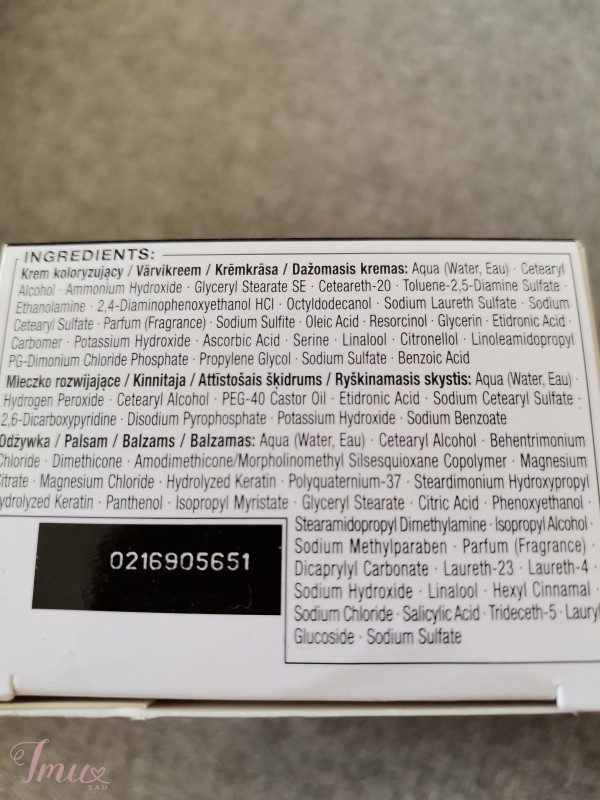 INGREDIENTS:
Krem koloryzujący / Värvikreem / Krēmkrāsa / Dažomasis kremas: Aqua (Water, Eau) · Cetearyl
Alcohol · Ammonium Hydroxide · Glyceryl Stearate SE · Ceteareth-20 · Toluene-2,5-Diamine Sulfate ·
Ethanolamine · 2,4-Diaminophenoxyethanol HCl · Octyldodecanol · Sodium Laureth Sulfate · Sodium
Cetearyl Sulfate · Parfum (Fragrance) · Sodium Sulfite · Oleic Acid · Resorcinol · Glycerin · Etidronic Acid ·
Carbomer · Potassium Hydroxide · Ascorbic Acid · Serine · Linalool · Citronellol · Linoleamidopropyl
PG-Dimonium Chloride Phosphate · Propylene Glycol · Sodium Sulfate · Benzoic Acid
Mleczko rozwijające / Kinnitaja / Attīstošais šķidrums / Ryškinamasis skystis: Aqua (Water, Eau) ·
Hydrogen Peroxide · Cetearyl Alcohol · PEG-40 Castor Oil · Etidronic Acid · Sodium Cetearyl Sulfate ·
2,6-Dicarboxypyridine · Disodium Pyrophosphate · Potassium Hydroxide · Sodium Benzoate
Odżywka / Palsam / Balzams / Balzamas: Aqua (Water, Eau) · Cetearyl Alcohol · Behentrimonium
Chloride · Dimethicone · Amodimethicone/Morpholinomethyl Silsesquioxane Copolymer · Magnesium
Citrate · Magnesium Chloride · Hydrolyzed Keratin · Polyquaternium-37 · Steardimonium Hydroxypropyl
ydrolyzed Keratin · Panthenol · Isopropyl Myristate · Glyceryl Stearate · Citric Acid · Phenoxyethanol ·
Stearamidopropyl Dimethylamine · Isopropyl Alcohol ·
Sodium Methylparaben · Parfum (Fragrance) ·
Dicaprylyl Carbonate · Laureth-23 · Laureth-4 ·
Sodium Hydroxide · Linalool · Hexyl Cinnamal ·
Sodium Chloride · Salicylic Acid · Trideceth-5 · Lauryl
Glucoside · Sodium Sulfate
0216905651
Imux
SAU